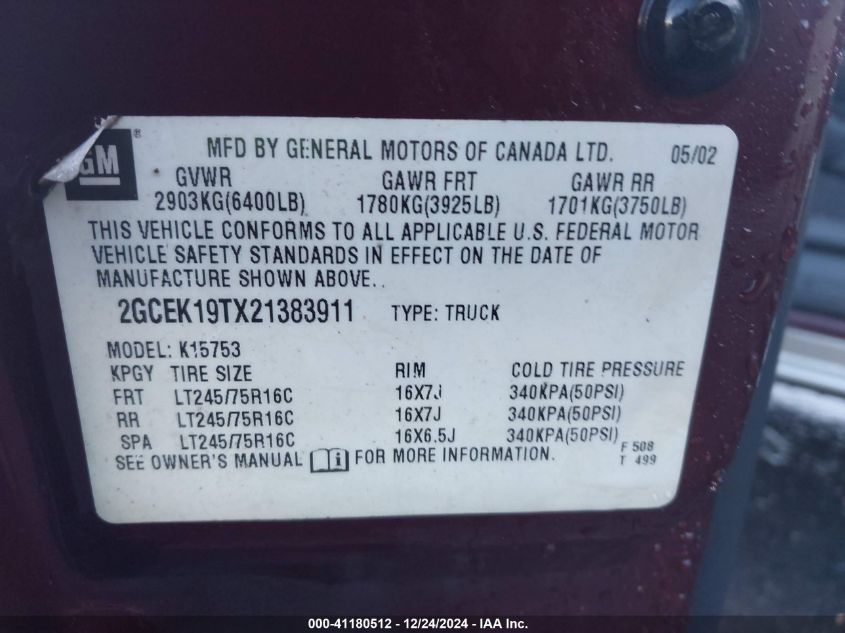 GM ®
MFD BY GENERAL MOTORS OF CANADA LTD. 05/02
GVWR GAWR FRT GAWR RR
2903KG(6400LB) 1780KG(3925LB) 1701KG(3750LB)
THIS VEHICLE CONFORMS TO ALL APPLICABLE U.S. FEDERAL MOTOR
VEHICLE SAFETY STANDARDS IN EFFECT ON THE DATE OF
MANUFACTURE SHOWN ABOVE..
2GCEK19TX21383911 TYPE: TRUCK
MODEL: K15753
KPGY TIRE SIZE RIM COLD TIRE PRESSURE
FRT LT245/75R16C 16X7J 340KPA(50PSI)
RR LT245/75R16C 16X7J 340KPA(50PSI)
SPA LT245/75R16C 16X6.5J 340KPA(50PSI)
SEE OWNER'S MANUAL i FOR MORE INFORMATION.
F 508
T 499
000-41180512 - 12/24/2024 - IAA Inc.